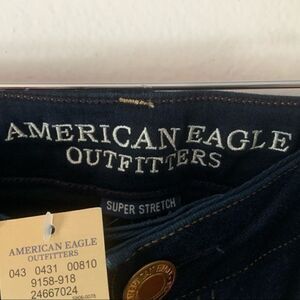 AMERICAN EAGLE
OUTFITTERS
SUPER STRETCH
AMERICAN EAGLE
OUTFITTERS
043 0431 00810
9158-918
24667024